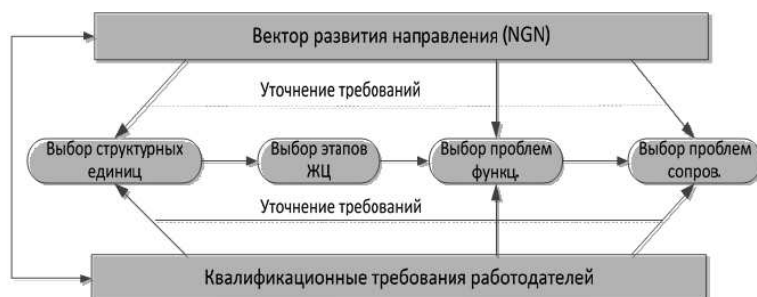 Вектор развития направления (NGN)
Уточнение требований
Выбор структурных
единиц
Выбор этапов
ЖЦ
Выбор проблем
функц.
Выбор проблем
сопров.
Уточнение требований
Квалификационные требования работодателей